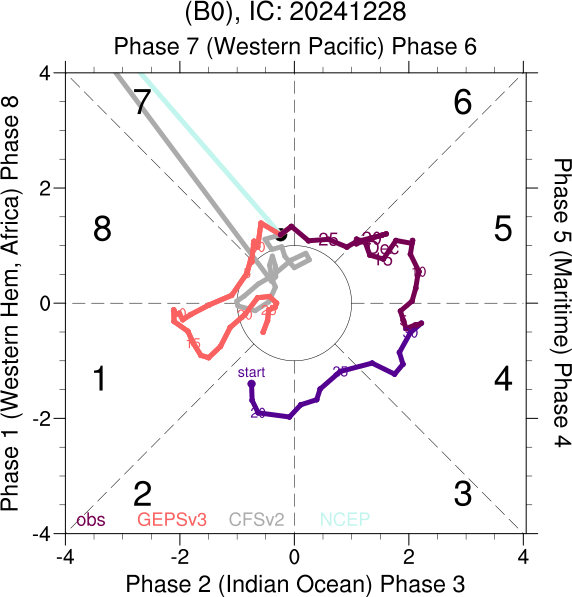 (B0), IC: 20241228
Phase 7 (Western Pacific) Phase 6
4
2
0
-2
-4
-4
-2
0
2
4
Phase 1 (Western Hem, Africa) Phase 8
Phase 5 (Maritime) Phase 4
Phase 2 (Indian Ocean) Phase 3
7
6
8
5
1
4
2
3
start
20
25
30
10
15
Dec
20
25
15
25
obs
GEPSv3
CFSv2
NCEP